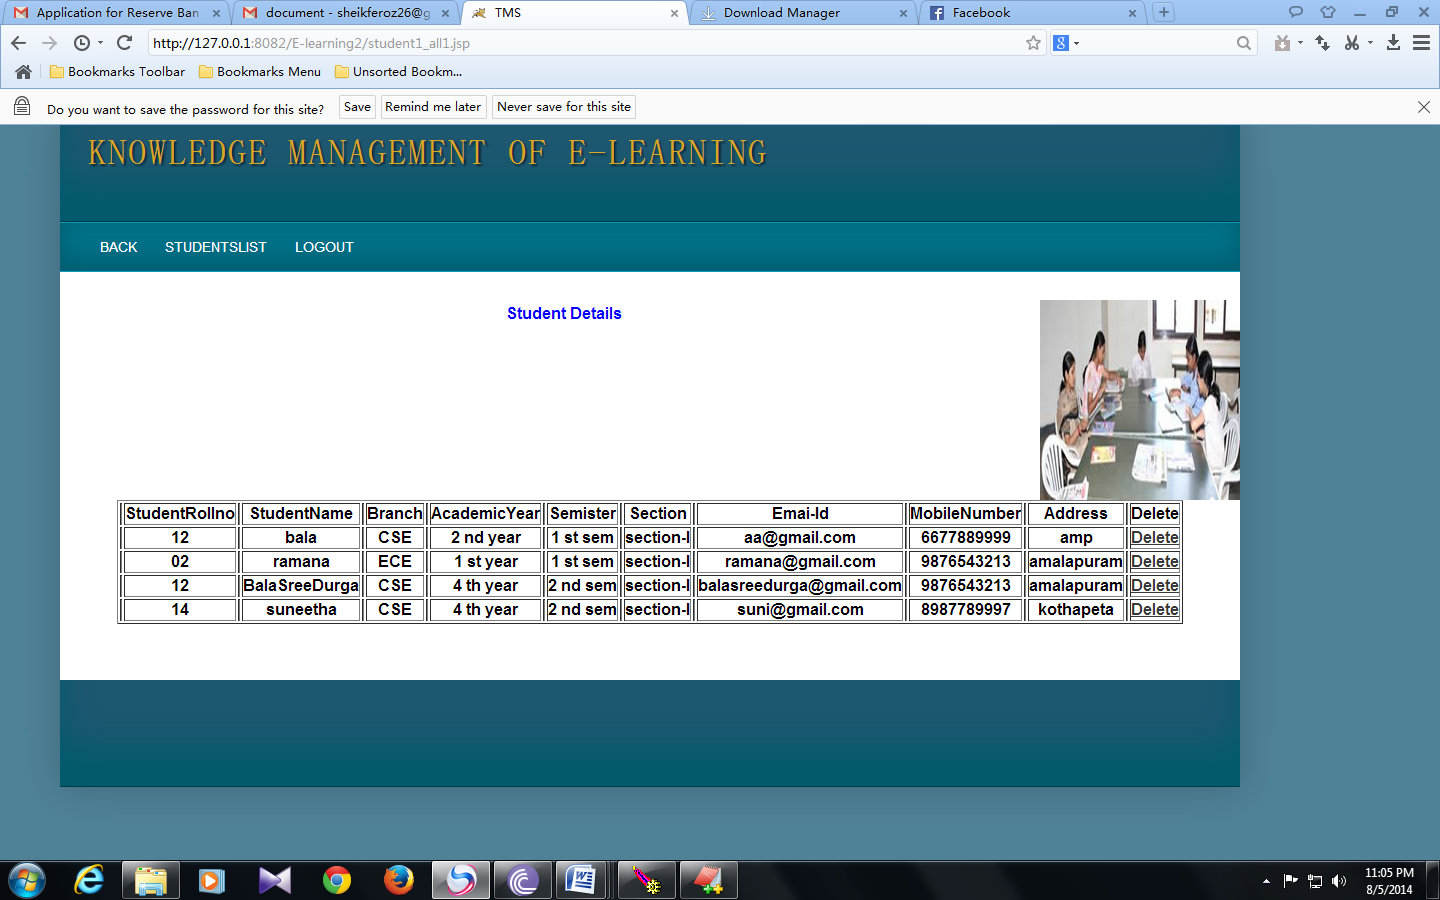 Application for Reserve Ban
document - sheikferoz26@g
TMS
Download Manager
Facebook
http://127.0.0.1:8082/E-learning2/student1_all1.jsp
Bookmarks Toolbar Bookmarks Menu Unsorted Bookm...
Do you want to save the password for this site? Save Remind me later Never save for this site
KNOWLEDGE MANAGEMENT OF E-LEARNING
BACK STUDENTSLIST LOGOUT
Student Details
StudentRollno StudentName Branch AcademicYear Semister Section Emai-Id MobileNumber Address Delete
12 bala CSE 2 nd year 1 st sem section-I aa@gmail.com 6677889999 amp Delete
02 ramana ECE 1 st year 1 st sem section-I ramana@gmail.com 9876543213 amalapuram Delete
12 BalaSreeDurga CSE 4 th year 2 nd sem section-I balasreedurga@gmail.com 9876543213 amalapuram Delete
14 suneetha CSE 4 th year 2 nd sem section-I suni@gmail.com 8987789997 kothapeta Delete
11:05 PM
8/5/2014